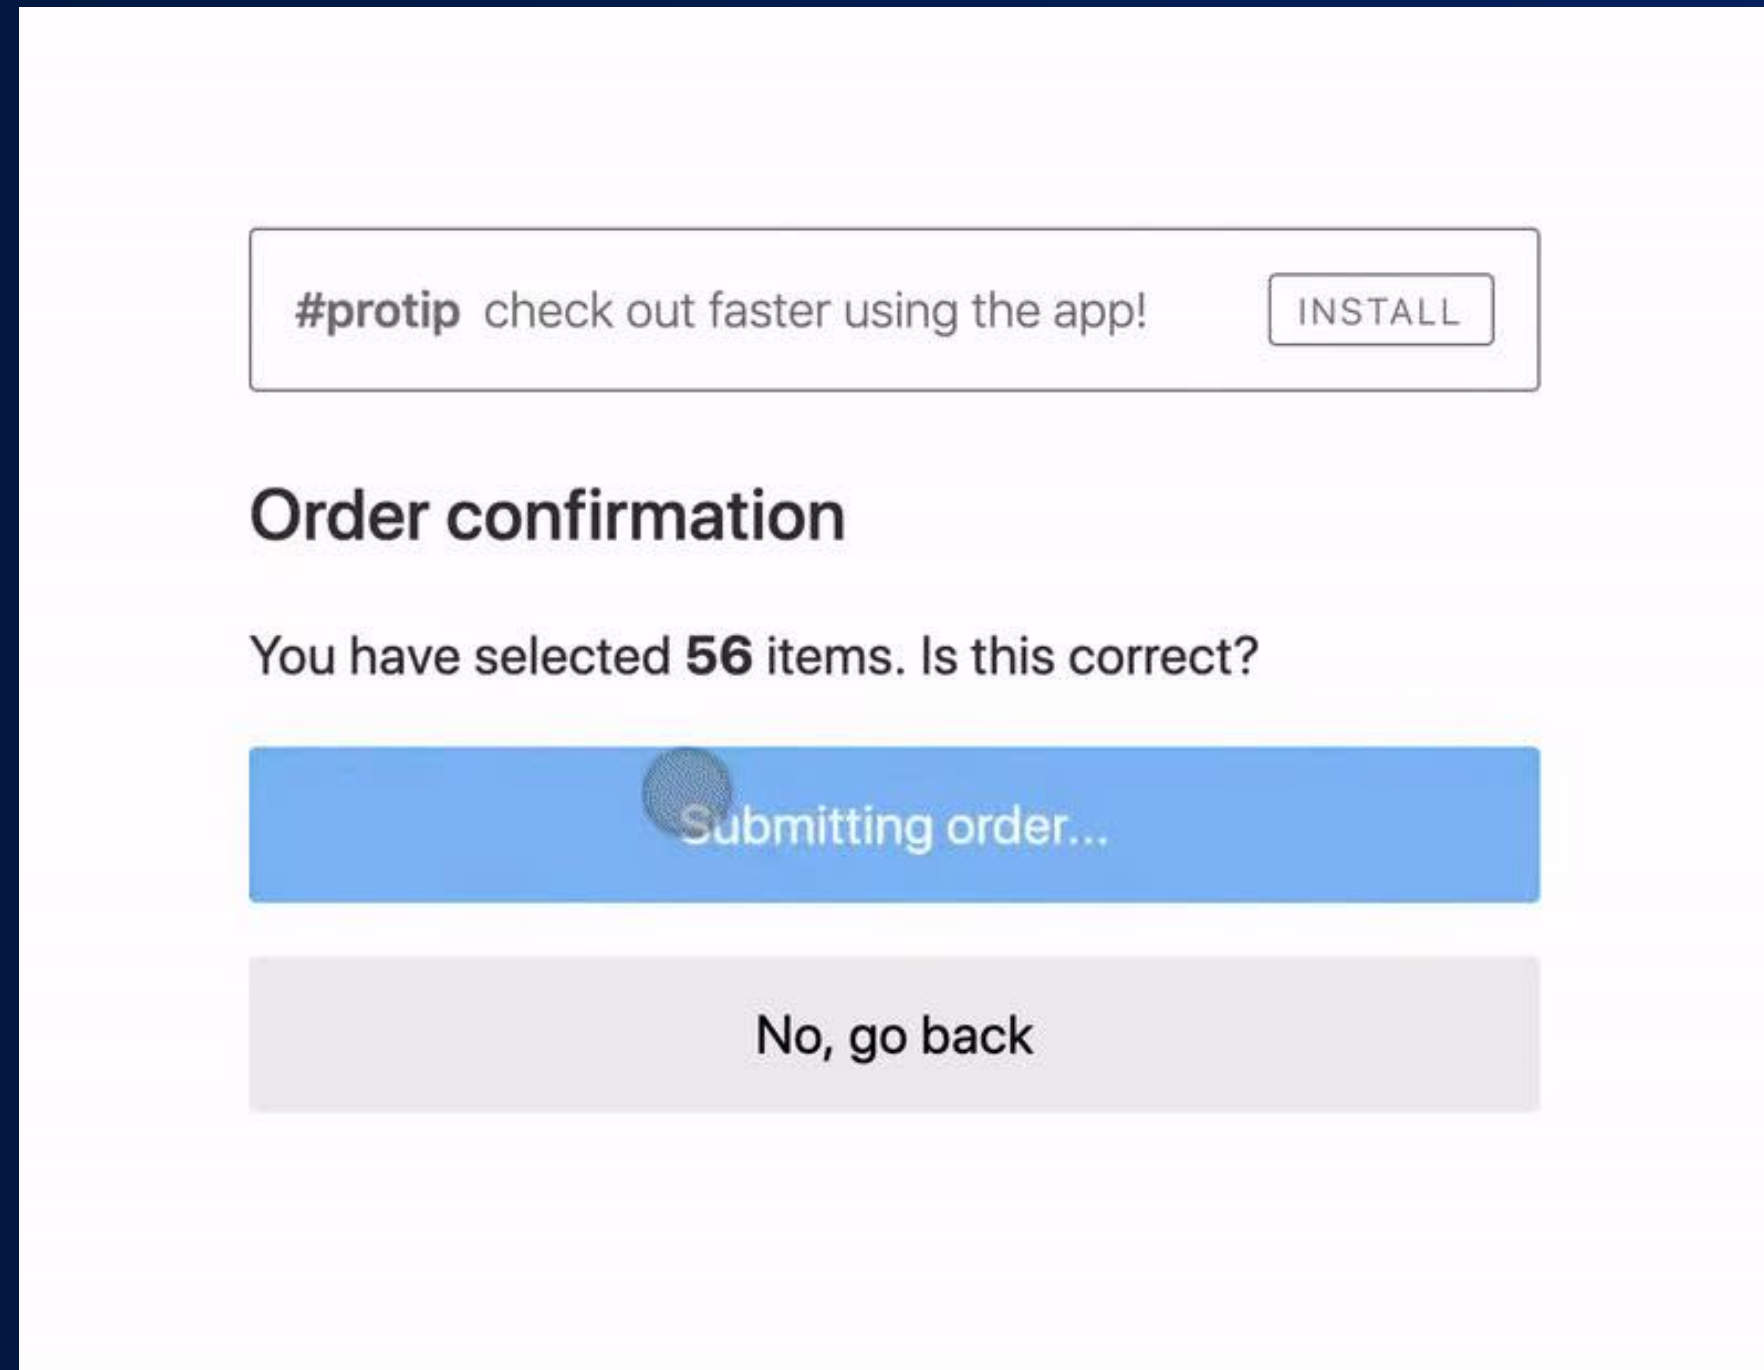 #protip check out faster using the app! INSTALL
Order confirmation
You have selected 56 items. Is this correct?
Submitting order...
No, go back